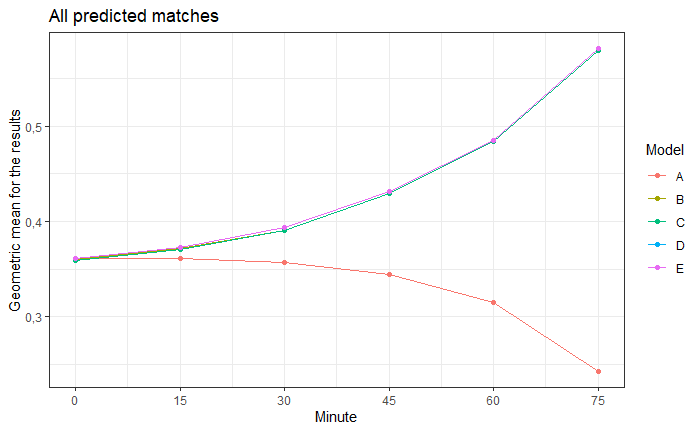 All predicted matches
Geometric mean for the results
0,5
0,4
0,3
0 15 30 45 60 75
Minute
Model
A
B
C
D
E